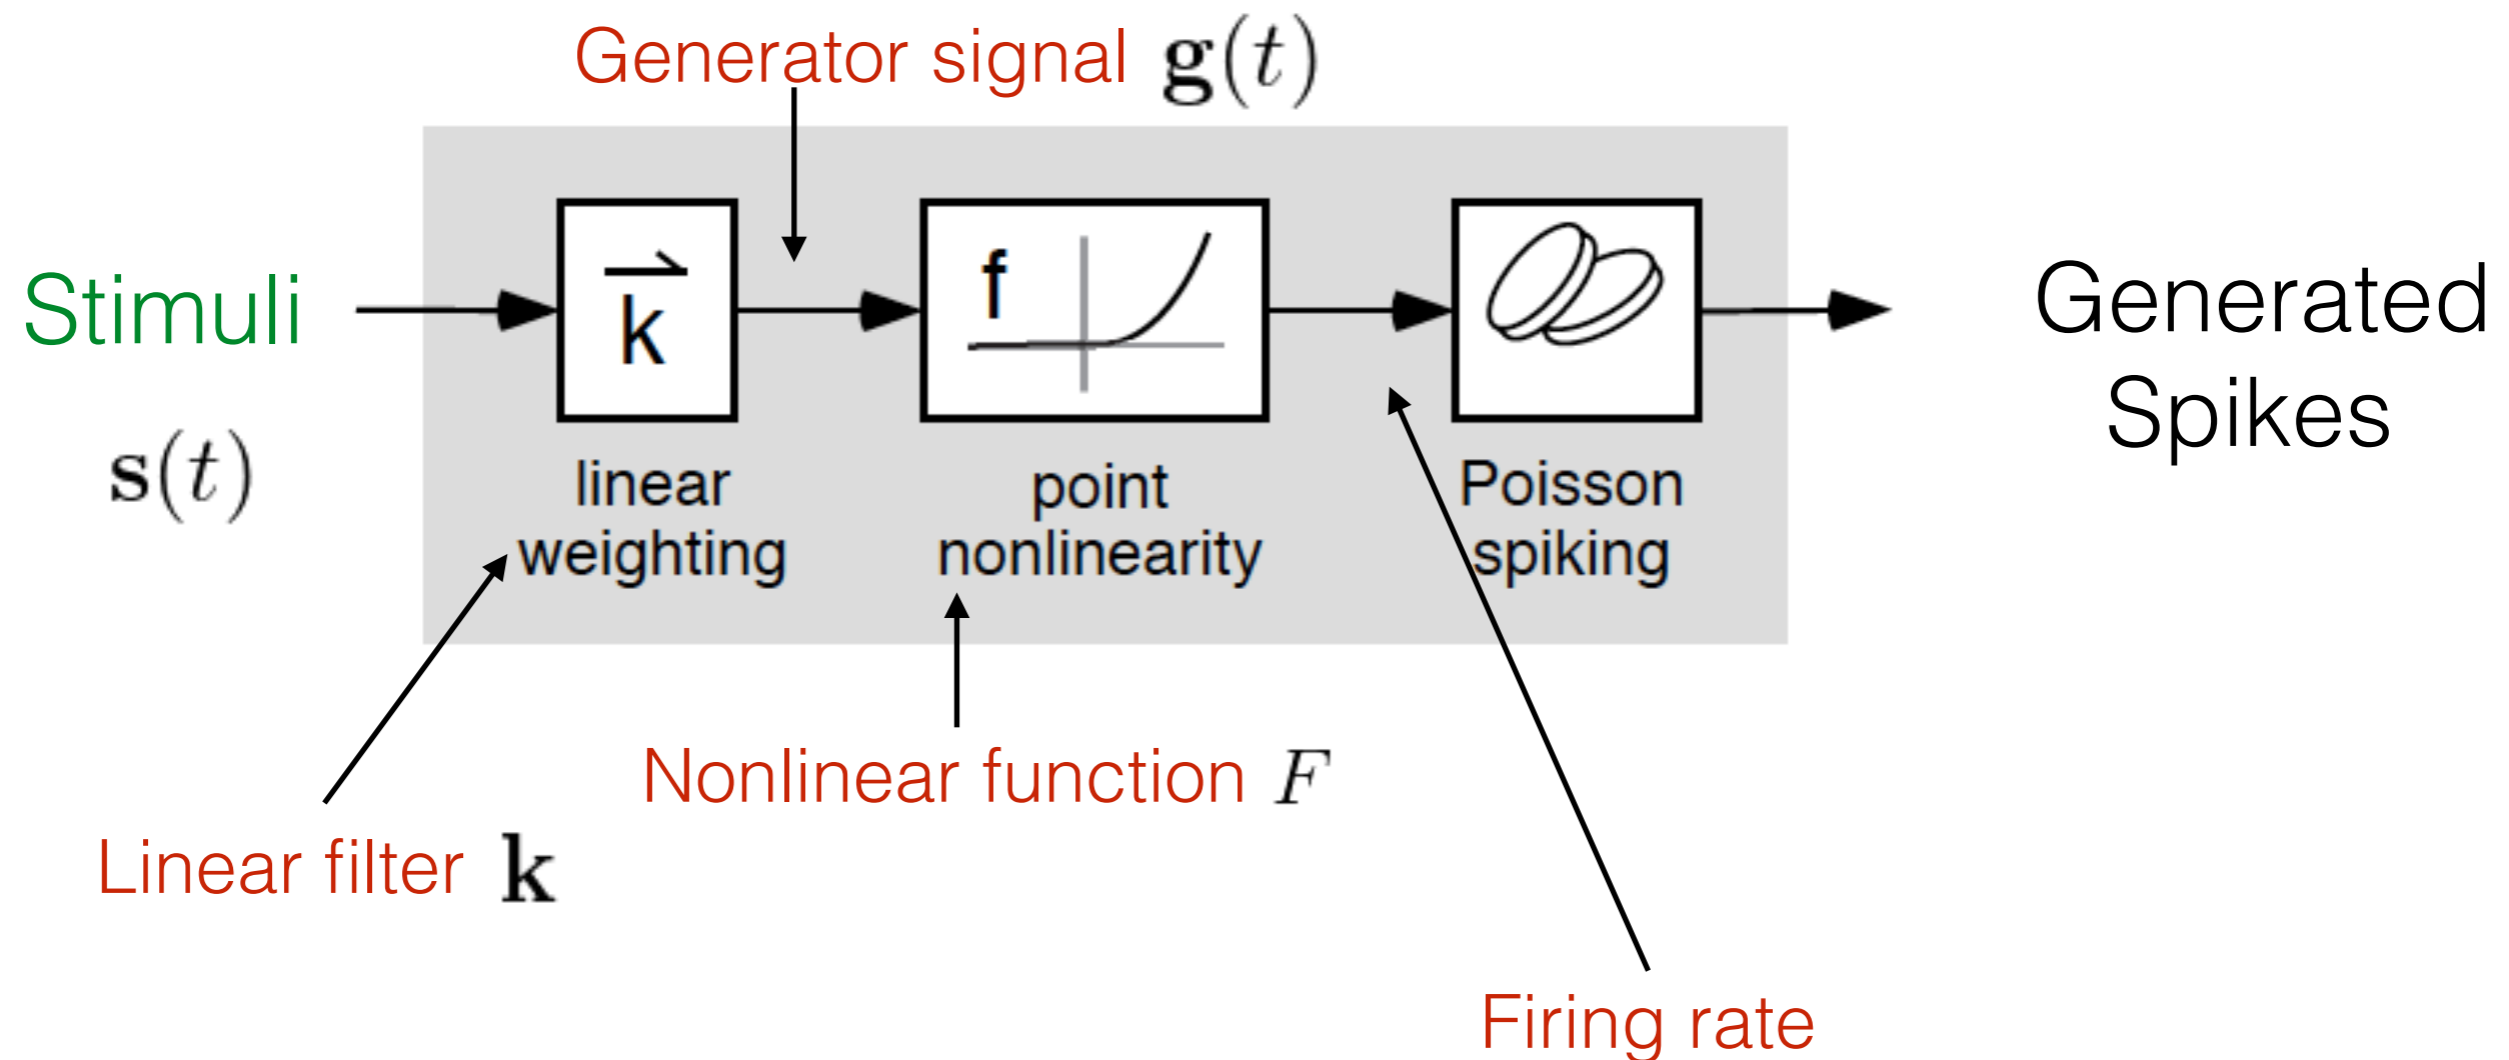 Generator signal g(t)
Stimuli
s(t)
k
f
Generated
Spikes
linear
weighting
point
nonlinearity
Poisson
spiking
Nonlinear function F
Linear filter k
Firing rate